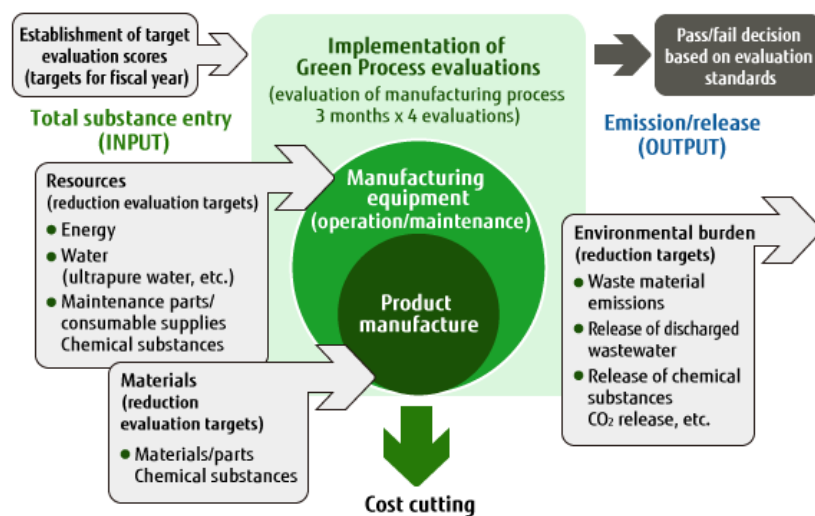 Establishment of target
evaluation scores
(targets for fiscal year)
Implementation of
Green Process evaluations
(evaluation of manufacturing process
3 months x 4 evaluations)
Pass/fail decision
based on evaluation
standards
Total substance entry
(INPUT)
Emission/release
(OUTPUT)
Resources
(reduction evaluation targets)
● Energy
● Water
(ultrapure water, etc.)
● Maintenance parts/
consumable supplies
Chemical substances
Manufacturing
equipment
(operation/maintenance)
Product
manufacture
Environmental burden
(reduction targets)
● Waste material
emissions
● Release of discharged
wastewater
● Release of chemical
substances
CO₂ release, etc.
Materials
(reduction
evaluation targets)
● Materials/parts
Chemical substances
Cost cutting